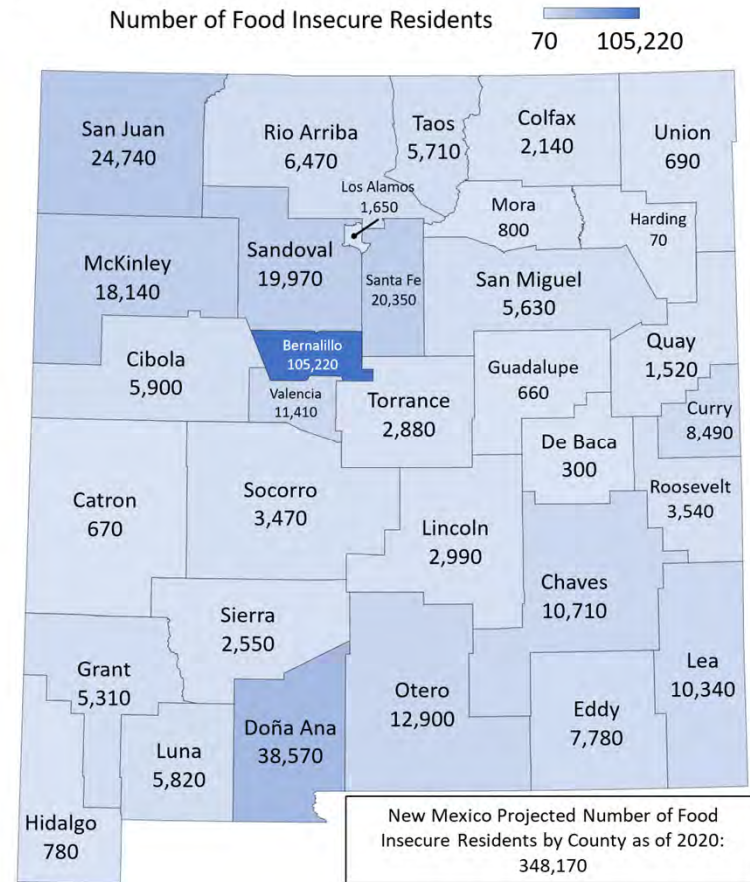 Number of Food Insecure Residents
70 105,220
San Juan
24,740
Rio Arriba
6,470
Taos
5,710
Colfax
2,140
Union
690
Los Alamos
1,650
Mora
800
Harding
70
McKinley
18,140
Sandoval
19,970
Santa Fe
20,350
San Miguel
5,630
Cibola
5,900
Bernalillo
105,220
Valencia
11,410
Torrance
2,880
Guadalupe
660
Quay
1,520
Curry
8,490
De Baca
300
Roosevelt
3,540
Catron
670
Socorro
3,470
Lincoln
2,990
Chaves
10,710
Sierra
2,550
Grant
5,310
Luna
5,820
Doña Ana
38,570
Otero
12,900
Eddy
7,780
Lea
10,340
Hidalgo
780
New Mexico Projected Number of Food
Insecure Residents by County as of 2020:
348,170